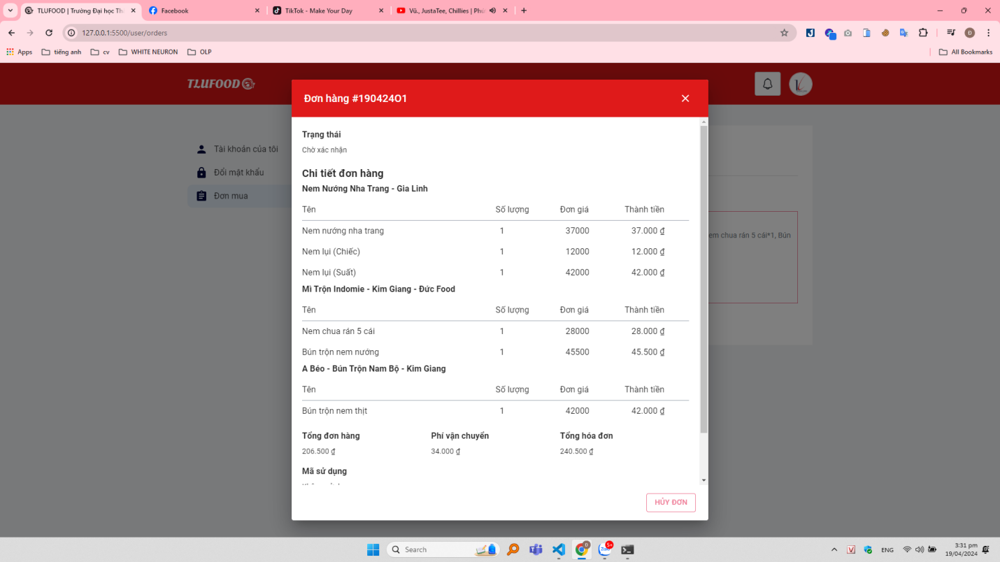 TLUFOOD | Trường Đại học Th
Facebook
TikTok - Make Your Day
Vũ., JustaTee, Chillies | Phú
127.0.0.1:5500/user/orders
Apps
tiếng anh
cv
WHITE NEURON
OLP
All Bookmarks
TLUFOOD
Đơn hàng #190424O1
Tài khoản của tôi
Đổi mật khẩu
Đơn mua
em chua rán 5 cái*1, Bún
Trạng thái
Chờ xác nhận
Chi tiết đơn hàng
Nem Nướng Nha Trang - Gia Linh
Tên Số lượng Đơn giá Thành tiền
Nem nướng nha trang 1 37000 37.000 ₫
Nem lụi (Chiếc) 1 12000 12.000 ₫
Nem lụi (Suất) 1 42000 42.000 ₫
Mì Trộn Indomie - Kim Giang - Đức Food
Tên Số lượng Đơn giá Thành tiền
Nem chua rán 5 cái 1 28000 28.000 ₫
Bún trộn nem nướng 1 45500 45.500 ₫
A Béo - Bún Trộn Nam Bộ - Kim Giang
Tên Số lượng Đơn giá Thành tiền
Bún trộn nem thịt 1 42000 42.000 ₫
Tổng đơn hàng Phí vận chuyển Tổng hóa đơn
206.500 ₫ 34.000 ₫ 240.500 ₫
Mã sử dụng
HỦY ĐƠN
Search
5+
ENG
3:31 pm
19/04/2024